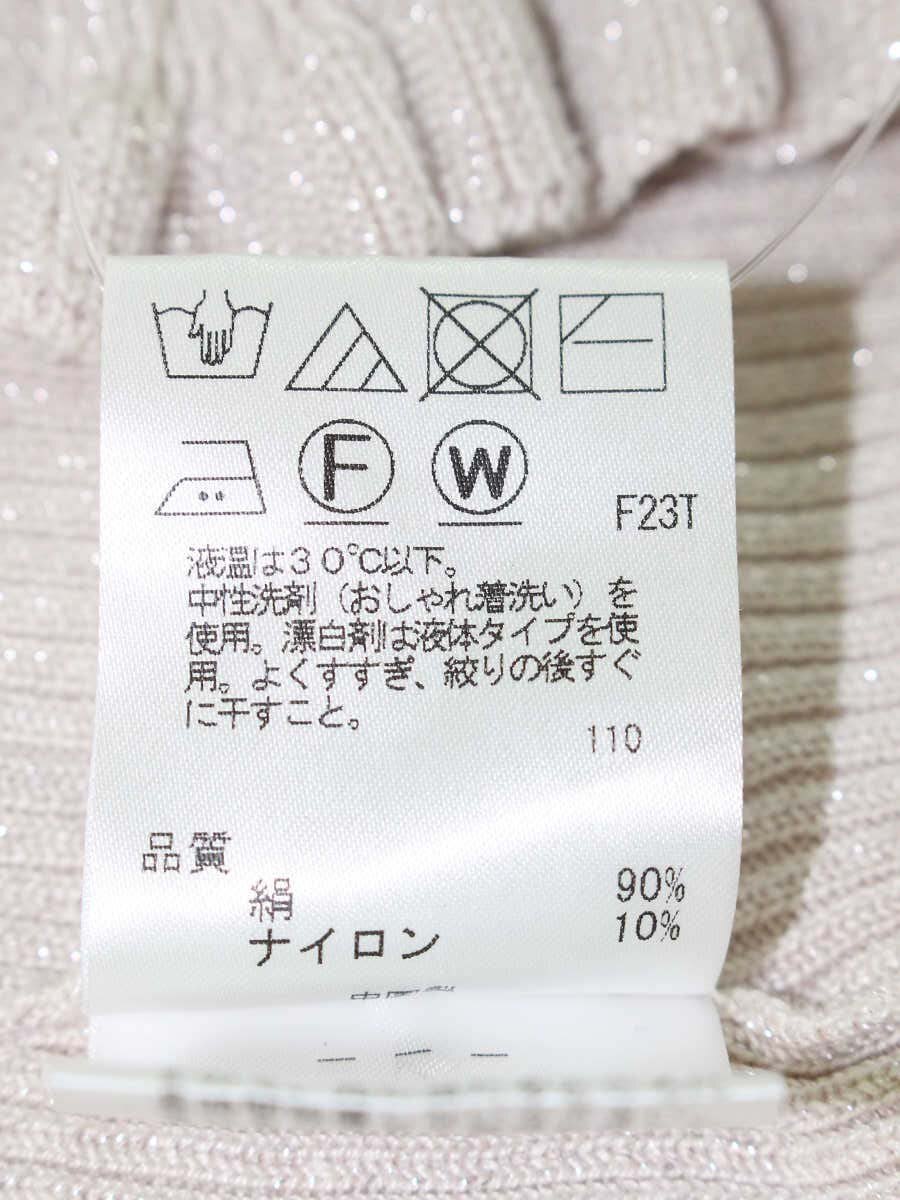 F
W
F23T
液温は30℃以下。
中性洗剤(おしゃれ着洗い)を
使用。漂白剤は液体タイプを使
用。よくすすぎ、絞りの後すぐ
に干すこと。
110
品質
絹 90%
ナイロン 10%